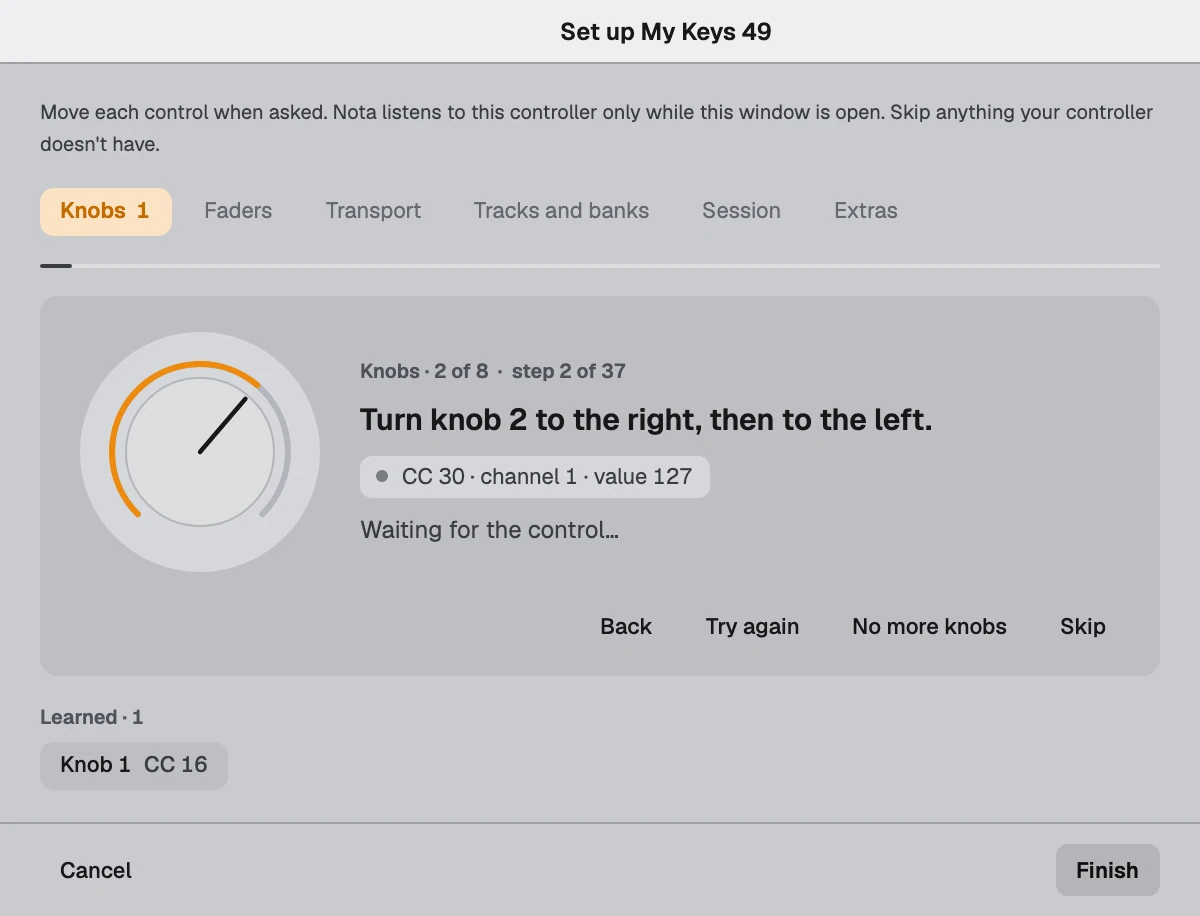 Set up My Keys 49
Move each control when asked. Nota listens to this controller only while this window is open. Skip anything your controller
doesn't have.
Knobs 1 Faders Transport Tracks and banks Session Extras
Knobs · 2 of 8 · step 2 of 37
Turn knob 2 to the right, then to the left.
CC 30 · channel 1 · value 127
Waiting for the control…
Back Try again No more knobs Skip
Learned · 1
Knob 1 CC 16
Cancel Finish